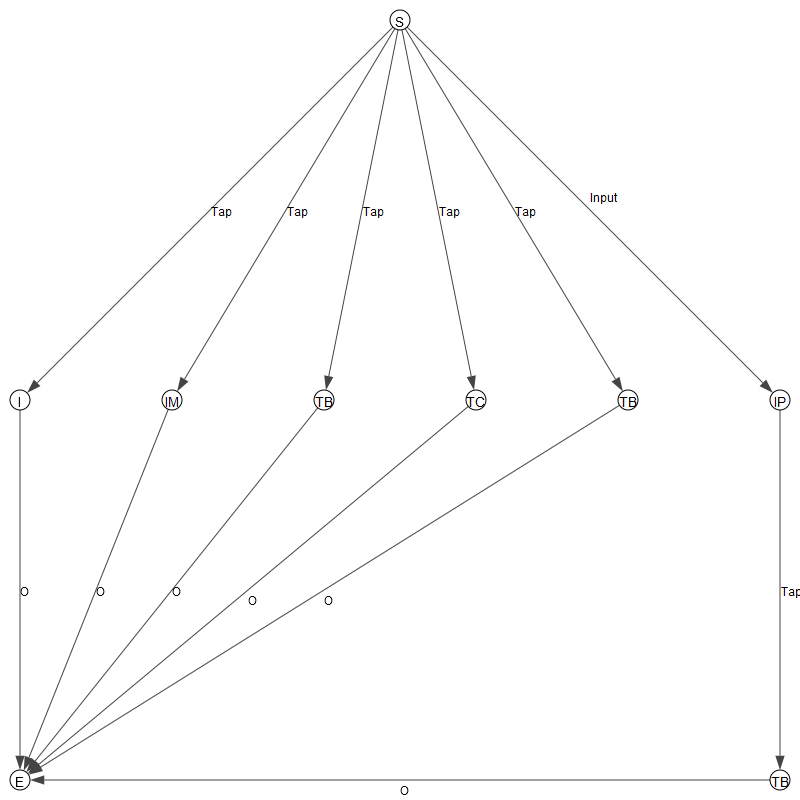 S
Input
Tap Tap Tap Tap Tap
I IM TB TC TB IP
O O O Tap
O O
E TB
O